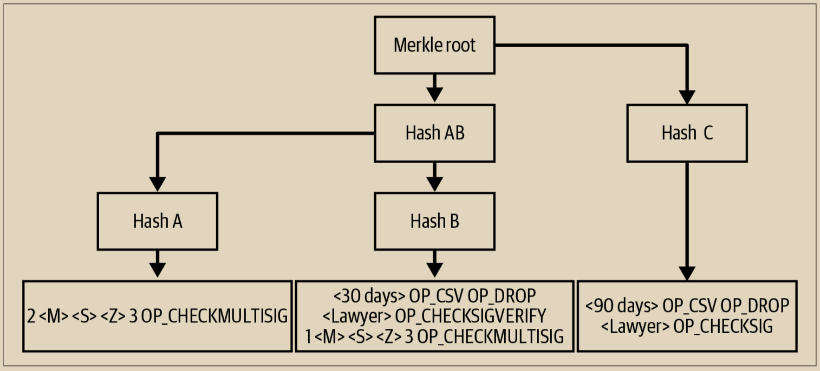 Merkle root
Hash AB
Hash C
Hash A
Hash B
2 <M> <S> <Z> 3 OP_CHECKMULTISIG
<30 days> OP_CSV OP_DROP
<Lawyer> OP_CHECKSIGVERIFY
1 <M> <S> <Z> 3 OP_CHECKMULTISIG
<90 days> OP_CSV OP_DROP
<Lawyer> OP_CHECKSIG